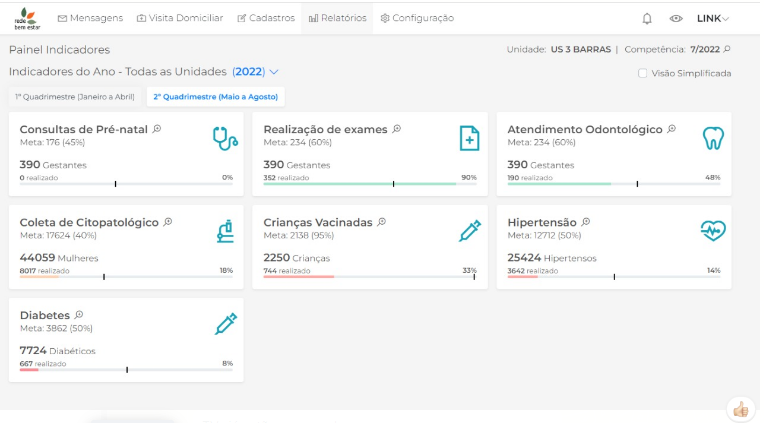 rede
bem estar
Mensagens
Visita Domiciliar
Cadastros
Relatórios
Configuração
LINK
Painel Indicadores
Unidade: US 3 BARRAS | Competência: 7/2022
Indicadores do Ano - Todas as Unidades (2022)
Visão Simplificada
1º Quadrimestre (Janeiro a Abril)
2º Quadrimestre (Maio a Agosto)
Consultas de Pré-natal
Meta: 176 (45%)
390 Gestantes
0 realizado 0%
Realização de exames
Meta: 234 (60%)
390 Gestantes
352 realizado 90%
Atendimento Odontológico
Meta: 234 (60%)
390 Gestantes
190 realizado 48%
Coleta de Citopatológico
Meta: 17624 (40%)
44059 Mulheres
8017 realizado 18%
Crianças Vacinadas
Meta: 2138 (95%)
2250 Crianças
744 realizado 33%
Hipertensão
Meta: 12712 (50%)
25424 Hipertensos
3642 realizado 14%
Diabetes
Meta: 3862 (50%)
7724 Diabéticos
667 realizado 8%